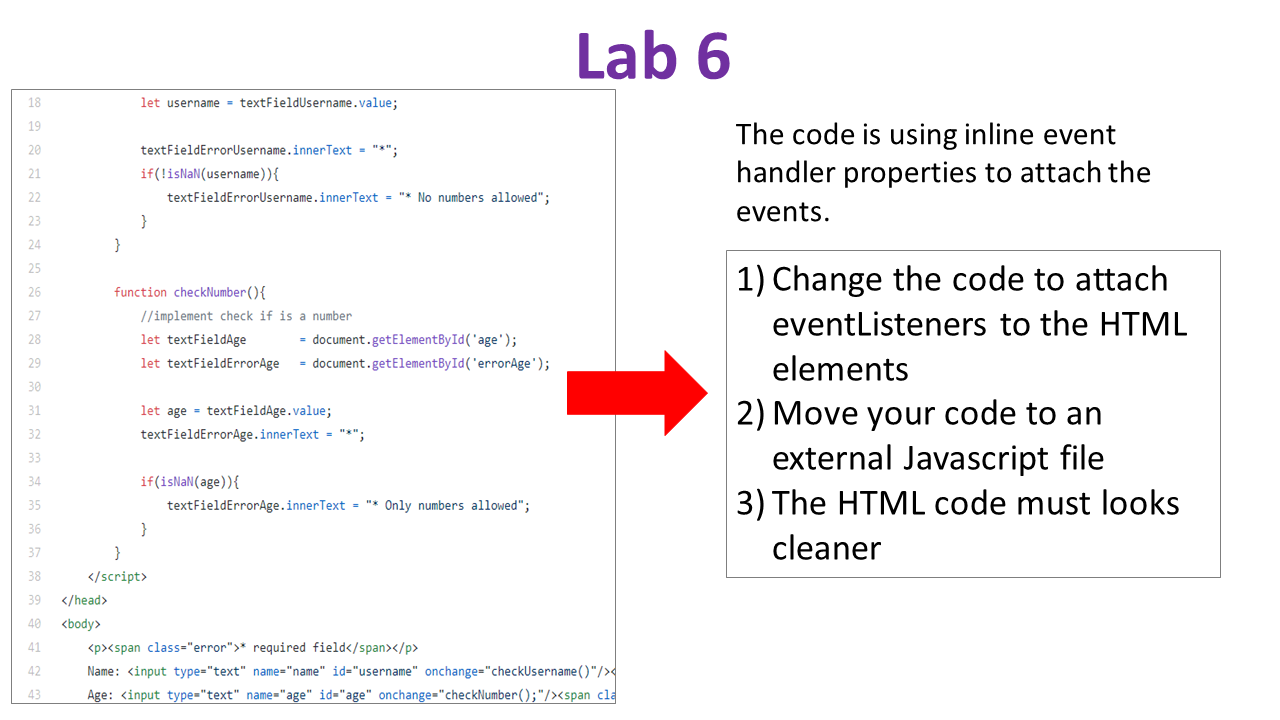 Lab 6
18 let username = textFieldUsername.value;
19
20 textFieldErrorUsername.innerText = "*";
21 if(!isNaN(username)){
22 textFieldErrorUsername.innerText = "* No numbers allowed";
23 }
24 }
25
26 function checkNumber(){
27 //implement check if is a number
28 let textFieldAge = document.getElementById('age');
29 let textFieldErrorAge = document.getElementById('errorAge');
30
31 let age = textFieldAge.value;
32 textFieldErrorAge.innerText = "*";
33
34 if(isNaN(age)){
35 textFieldErrorAge.innerText = "* Only numbers allowed";
36 }
37 }
38 </script>
39 </head>
40 <body>
41 <p><span class="error">* required field</span></p>
42 Name: <input type="text" name="name" id="username" onchange="checkUsername()"/><
43 Age: <input type="text" name="age" id="age" onchange="checkNumber();"/><span cla
The code is using inline event
handler properties to attach the
events.
1) Change the code to attach
eventListeners to the HTML
elements
2) Move your code to an
external Javascript file
3) The HTML code must looks
cleaner